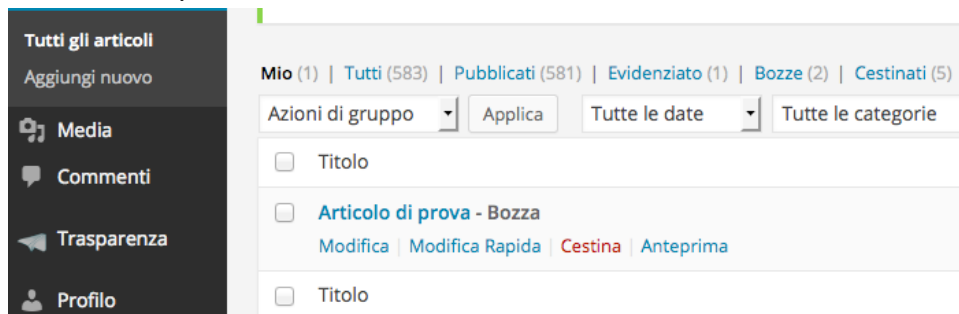 Tutti gli articoli
Aggiungi nuovo
Media
Commenti
Trasparenza
Profilo
Mio (1) | Tutti (583) | Pubblicati (581) | Evidenziato (1) | Bozze (2) | Cestinati (5)
Azioni di gruppo Applica Tutte le date Tutte le categorie
Titolo
Articolo di prova - Bozza
Modifica | Modifica Rapida | Cestina | Anteprima
Titolo